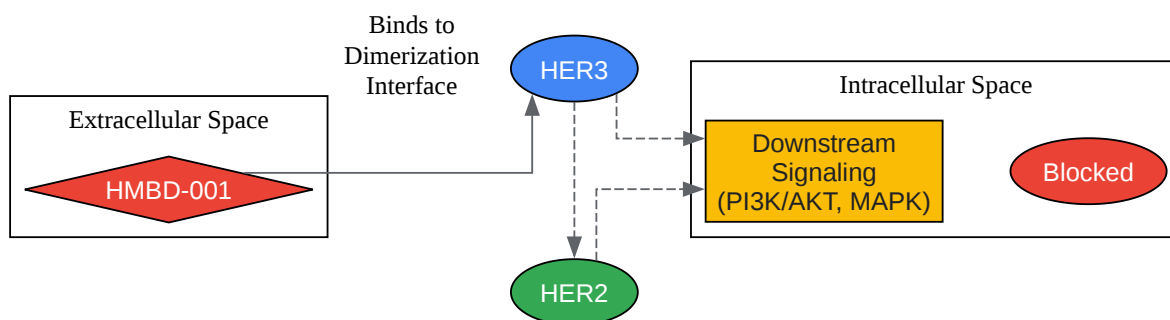 Binds to
Dimerization
Interface
HER3
Extracellular Space
HMBD-001
Intracellular Space
Downstream
Signaling
(PI3K/AKT, MAPK)
Blocked
HER2